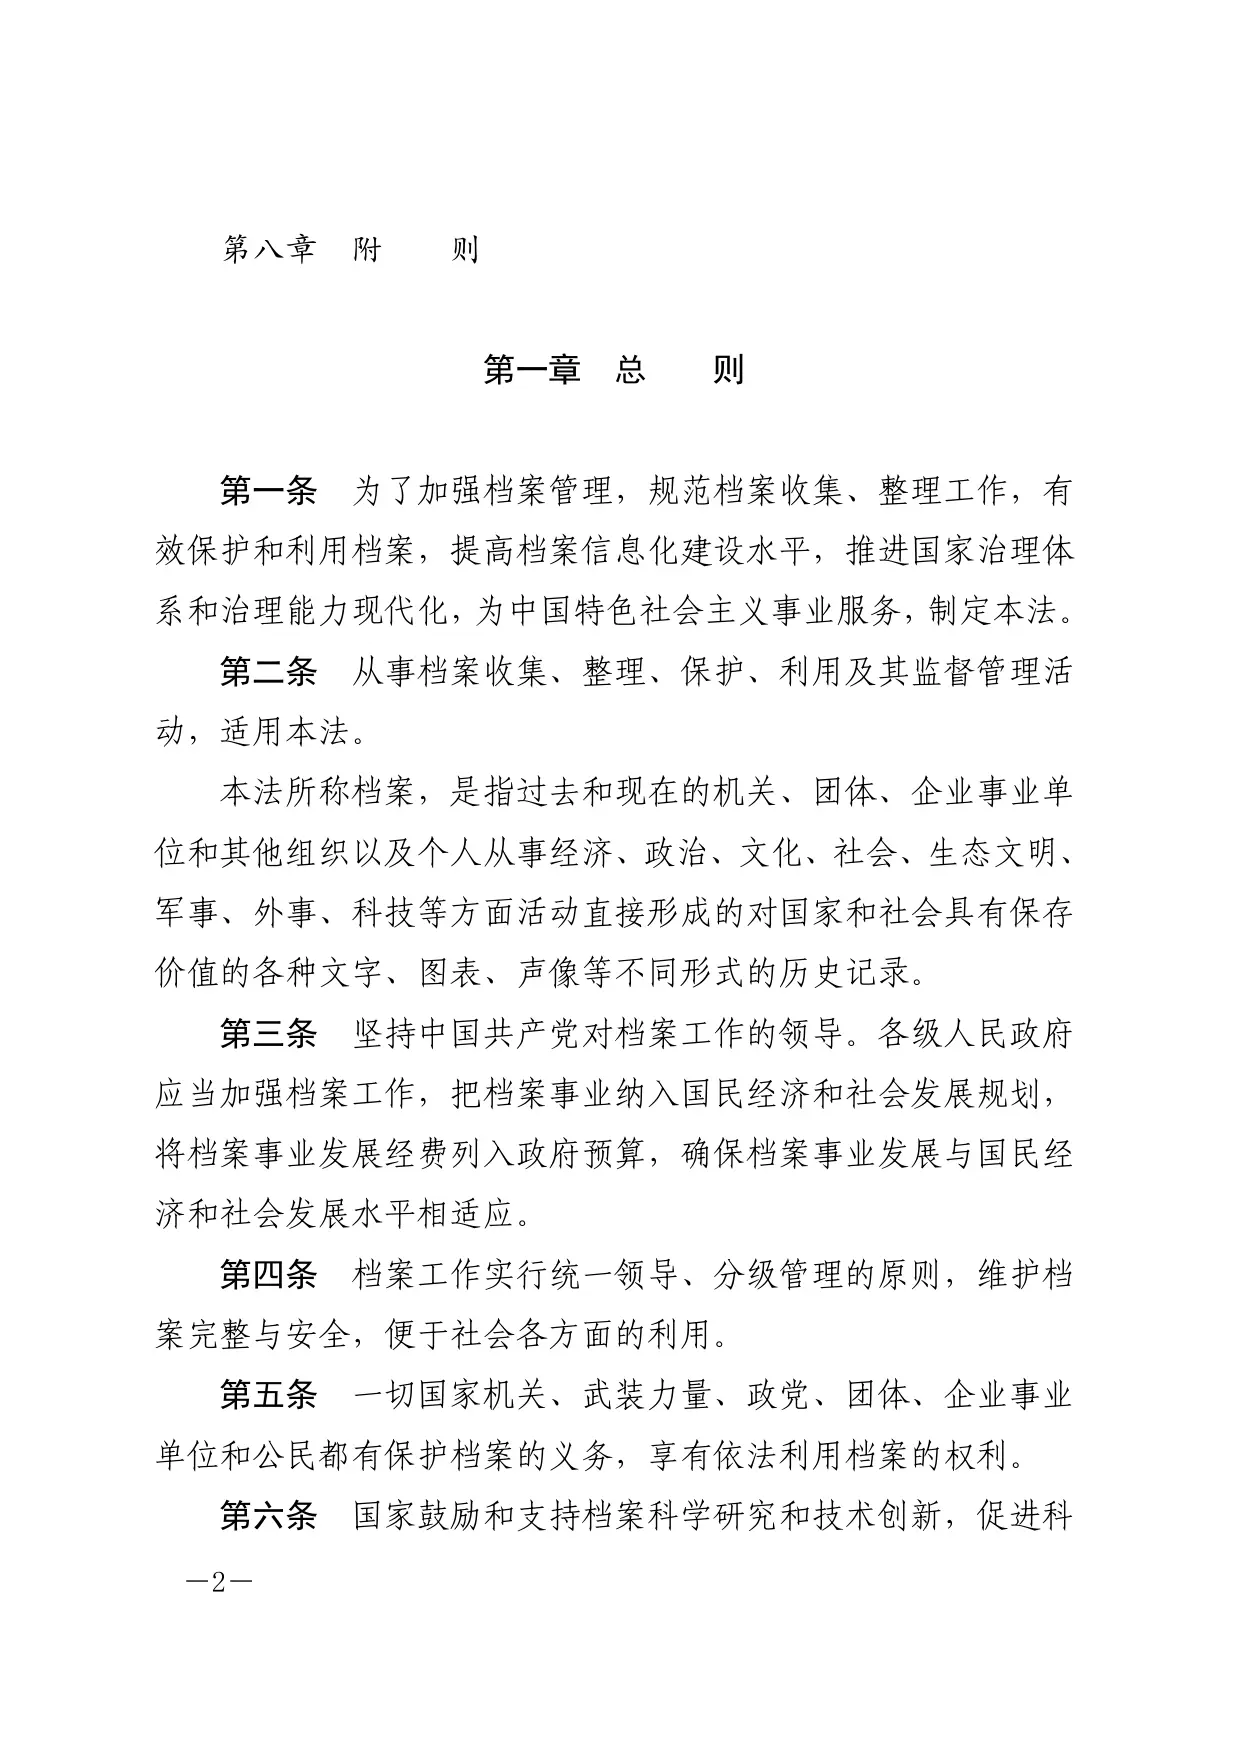 第八章　附　　则
第一章　总　　则
第一条　为了加强档案管理，规范档案收集、整理工作，有
效保护和利用档案，提高档案信息化建设水平，推进国家治理体
系和治理能力现代化，为中国特色社会主义事业服务，制定本法。
第二条　从事档案收集、整理、保护、利用及其监督管理活
动，适用本法。
本法所称档案，是指过去和现在的机关、团体、企业事业单
位和其他组织以及个人从事经济、政治、文化、社会、生态文明、
军事、外事、科技等方面活动直接形成的对国家和社会具有保存
价值的各种文字、图表、声像等不同形式的历史记录。
第三条　坚持中国共产党对档案工作的领导。各级人民政府
应当加强档案工作，把档案事业纳入国民经济和社会发展规划，
将档案事业发展经费列入政府预算，确保档案事业发展与国民经
济和社会发展水平相适应。
第四条　档案工作实行统一领导、分级管理的原则，维护档
案完整与安全，便于社会各方面的利用。
第五条　一切国家机关、武装力量、政党、团体、企业事业
单位和公民都有保护档案的义务，享有依法利用档案的权利。
第六条　国家鼓励和支持档案科学研究和技术创新，促进科
—2—